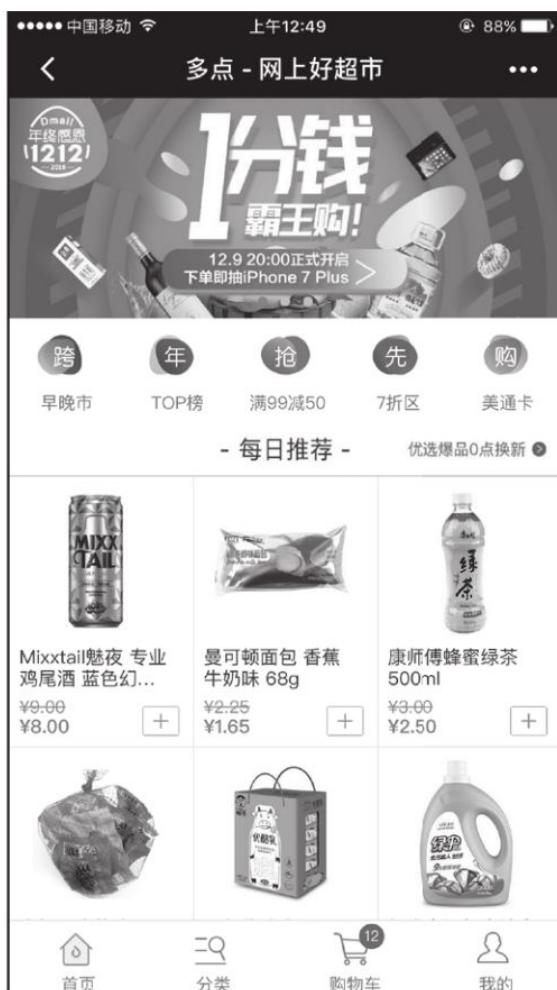 中国移动
上午12:49
88%
多点 - 网上好超市
Dmall
年终感恩
1212
2016
1分钱
霸王购!
12.9 20:00正式开启
下单即抽iPhone 7 Plus
跨 年 抢 先 购
早晚市 TOP榜 满99减50 7折区 美通卡
- 每日推荐 -
优选爆品0点换新
MIXX
TAIL
绿
茶
Mixxtail魅夜 专业
鸡尾酒 蓝色幻...
¥9.00
¥8.00
曼可顿面包 香蕉
牛奶味 68g
¥2.25
¥1.65
康师傅蜂蜜绿茶
500ml
¥3.00
¥2.50
优酸乳
12
首页 分类 购物车 我的